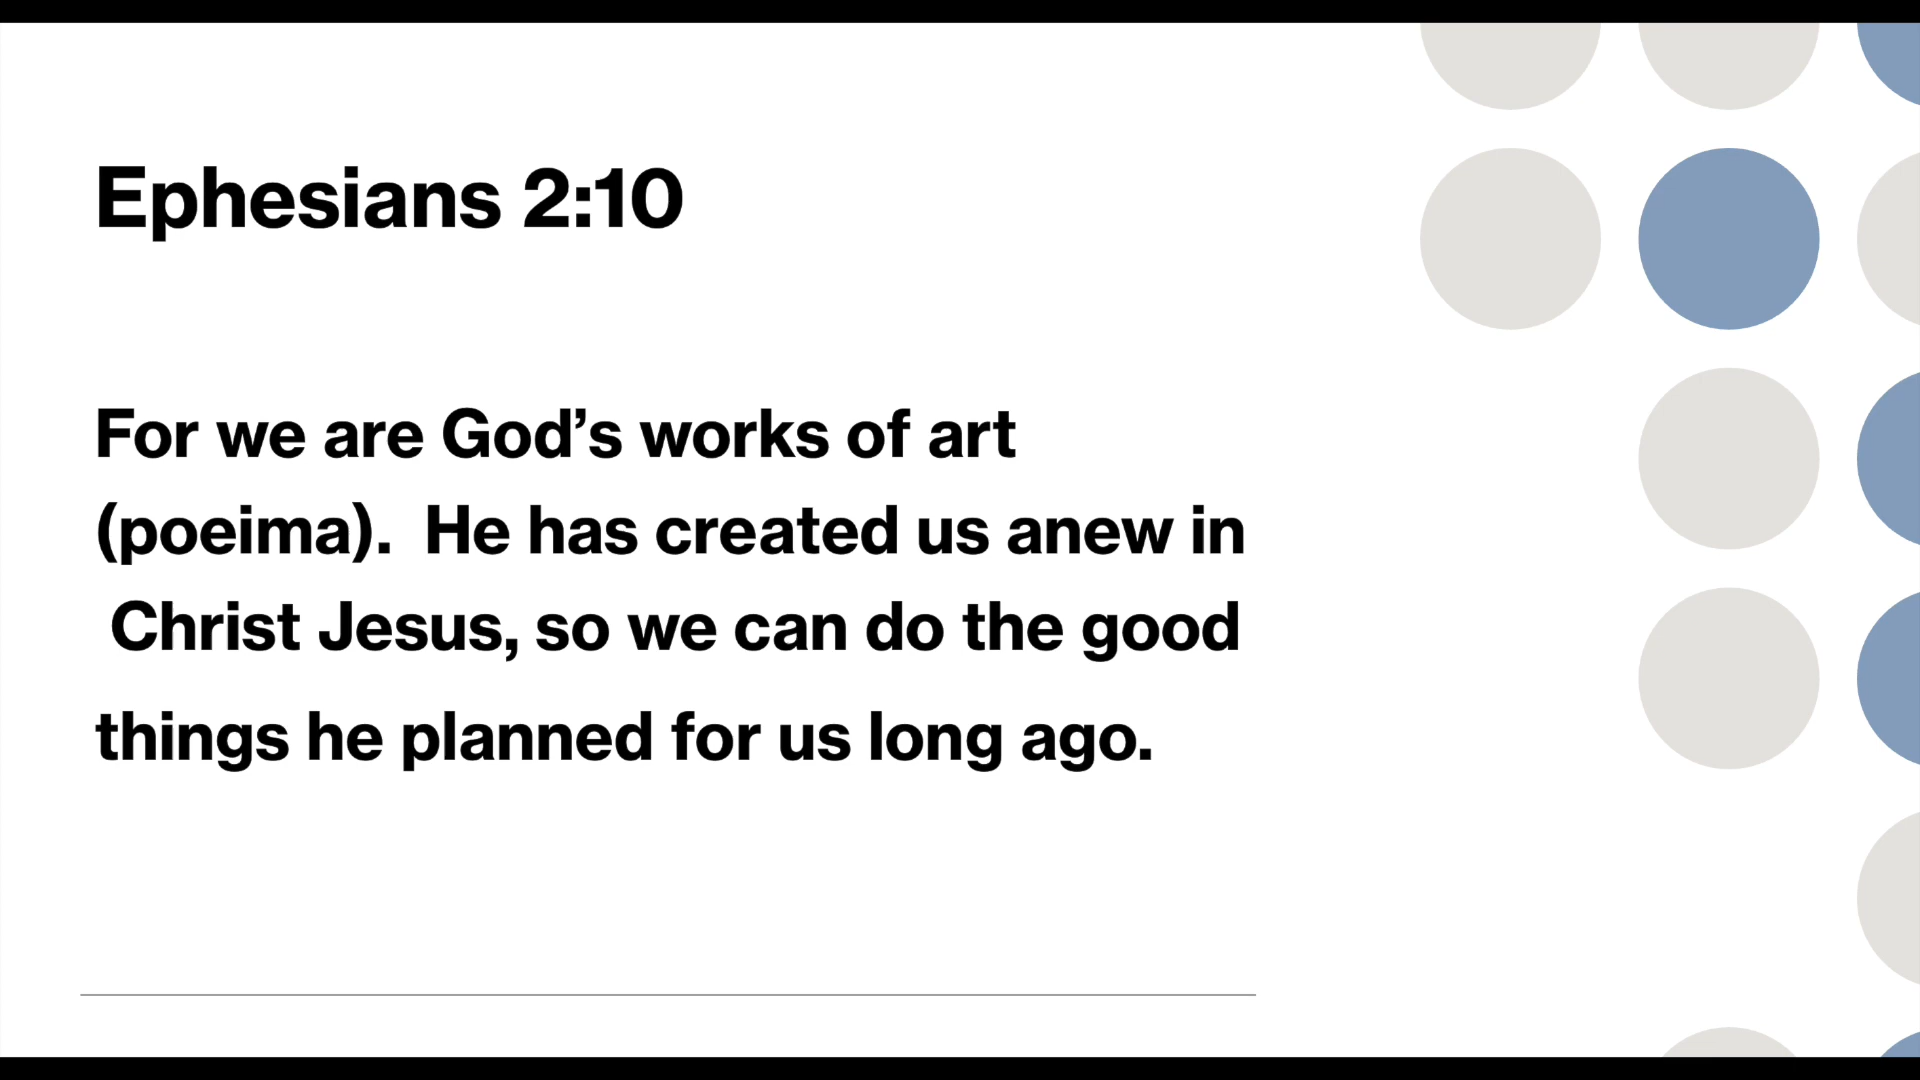 Ephesians 2:10
For we are God’s works of art
(poeima).  He has created us anew in
Christ Jesus, so we can do the good
things he planned for us long ago.